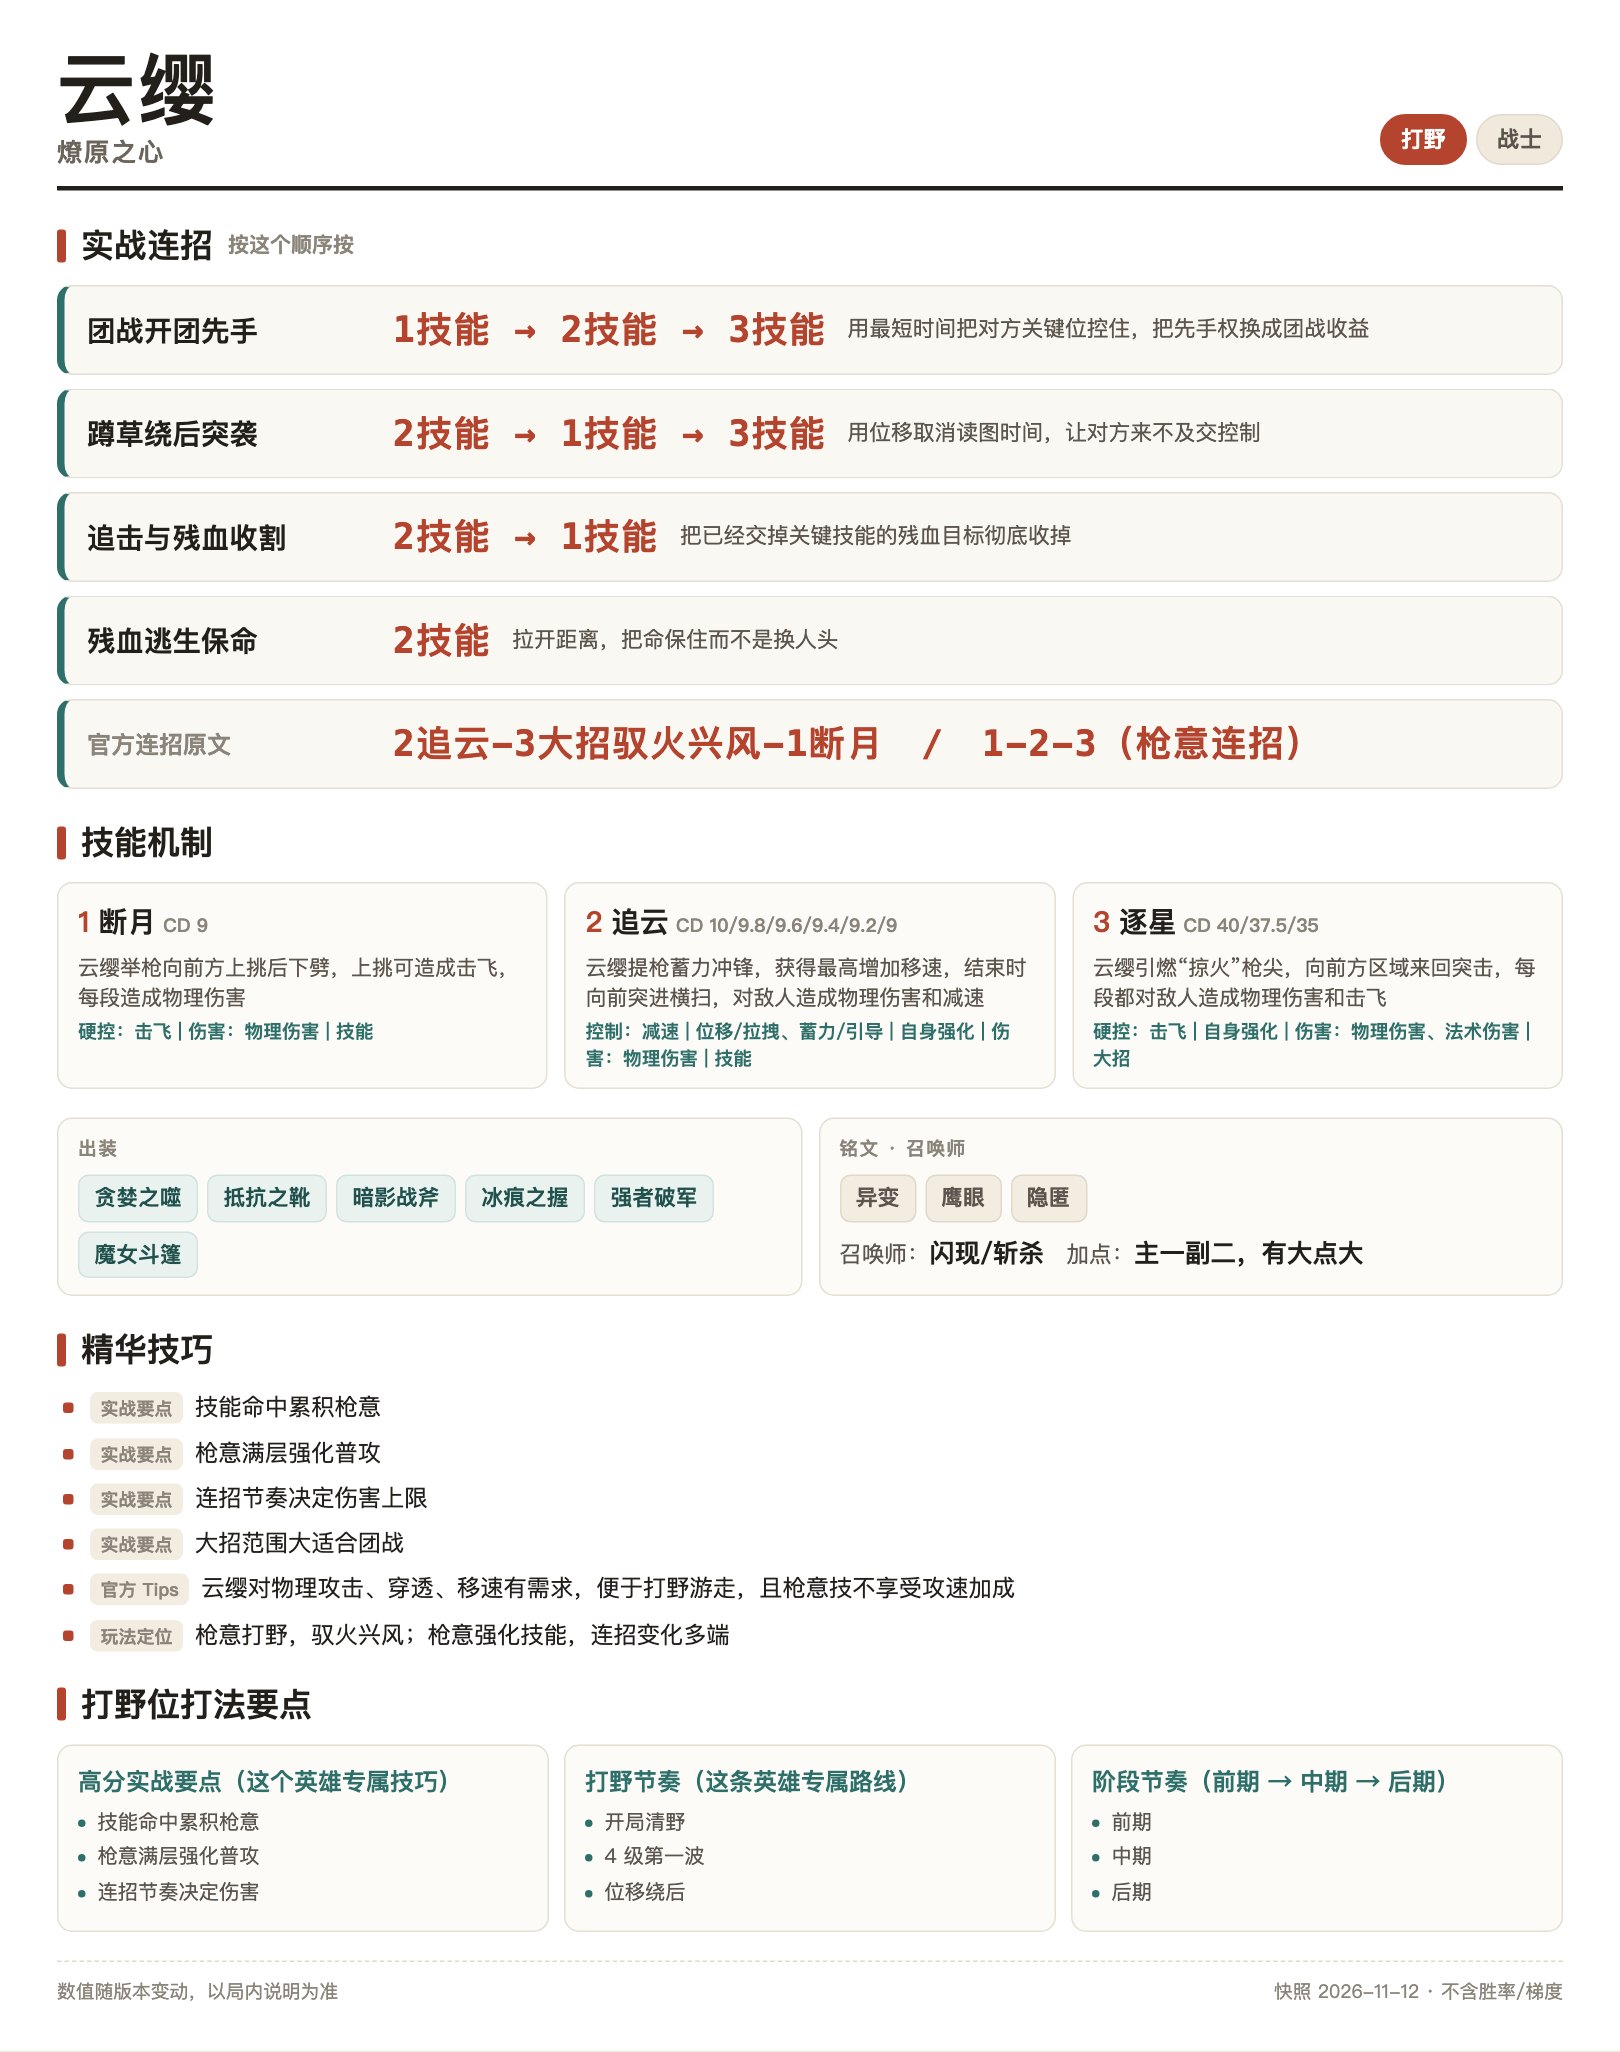 云缨
燎原之心
打野 战士
实战连招 按这个顺序按
团战开团先手 1技能 → 2技能 → 3技能 用最短时间把对方关键位控住，把先手权换成团战收益
蹲草绕后突袭 2技能 → 1技能 → 3技能 用位移取消读图时间，让对方来不及交控制
追击与残血收割 2技能 → 1技能 把已经交掉关键技能的残血目标彻底收掉
残血逃生保命 2技能 拉开距离，把命保住而不是换人头
官方连招原文 2追云-3大招驭火兴风-1断月 / 1-2-3（枪意连招）
技能机制
1 断月 CD 9
云缨举枪向前方上挑后下劈，上挑可造成击飞，
每段造成物理伤害
硬控：击飞 | 伤害：物理伤害 | 技能
2 追云 CD 10/9.8/9.6/9.4/9.2/9
云缨提枪蓄力冲锋，获得最高增加移速，结束时
向前突进横扫，对敌人造成物理伤害和减速
控制：减速 | 位移/拉拽、蓄力/引导 | 自身强化 | 伤
害：物理伤害 | 技能
3 逐星 CD 40/37.5/35
云缨引燃“掠火”枪尖，向前方区域来回突击，每
段都对敌人造成物理伤害和击飞
硬控：击飞 | 自身强化 | 伤害：物理伤害、法术伤害 |
大招
出装
贪婪之噬 抵抗之靴 暗影战斧 冰痕之握 强者破军
魔女斗篷
铭文 · 召唤师
异变 鹰眼 隐匿
召唤师：闪现/斩杀 加点：主一副二，有大点大
精华技巧
实战要点 技能命中累积枪意
实战要点 枪意满层强化普攻
实战要点 连招节奏决定伤害上限
实战要点 大招范围大适合团战
官方 Tips 云缨对物理攻击、穿透、移速有需求，便于打野游走，且枪意技不享受攻速加成
玩法定位 枪意打野，驭火兴风；枪意强化技能，连招变化多端
打野位打法要点
高分实战要点（这个英雄专属技巧）
技能命中累积枪意
枪意满层强化普攻
连招节奏决定伤害
打野节奏（这条英雄专属路线）
开局清野
4 级第一波
位移绕后
阶段节奏（前期 → 中期 → 后期）
前期
中期
后期
数值随版本变动，以局内说明为准
快照 2026-11-12 · 不含胜率/梯度